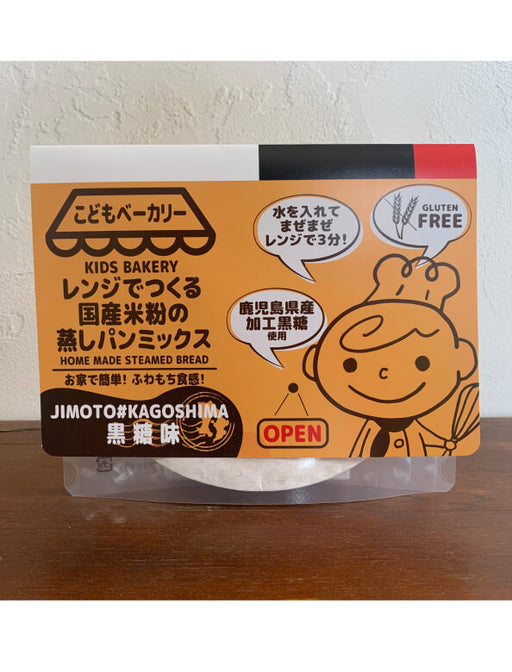 こどもベーカリー
KIDS BAKERY
レンジでつくる
国産米粉の
蒸しパンミックス
HOME MADE STEAMED BREAD
お家で簡単！ふわもち食感！
JIMOTO#KAGOSHIMA
黒糖味
水を入れて
まぜまぜ
レンジで3分！
GLUTEN
FREE
鹿児島県産
加工黒糖
使用
OPEN